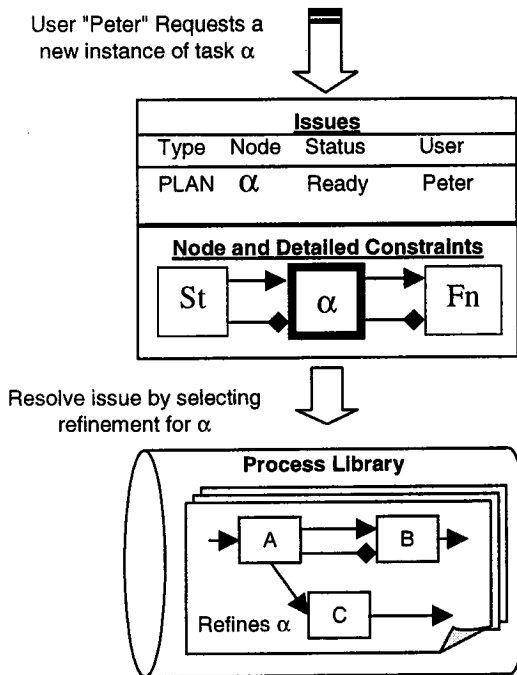 User "Peter" Requests a
new instance of task α
Issues
Type Node Status User
PLAN α Ready Peter
Node and Detailed Constraints
St α Fn
Resolve issue by selecting
refinement for α
Process Library
A B
Refines α C